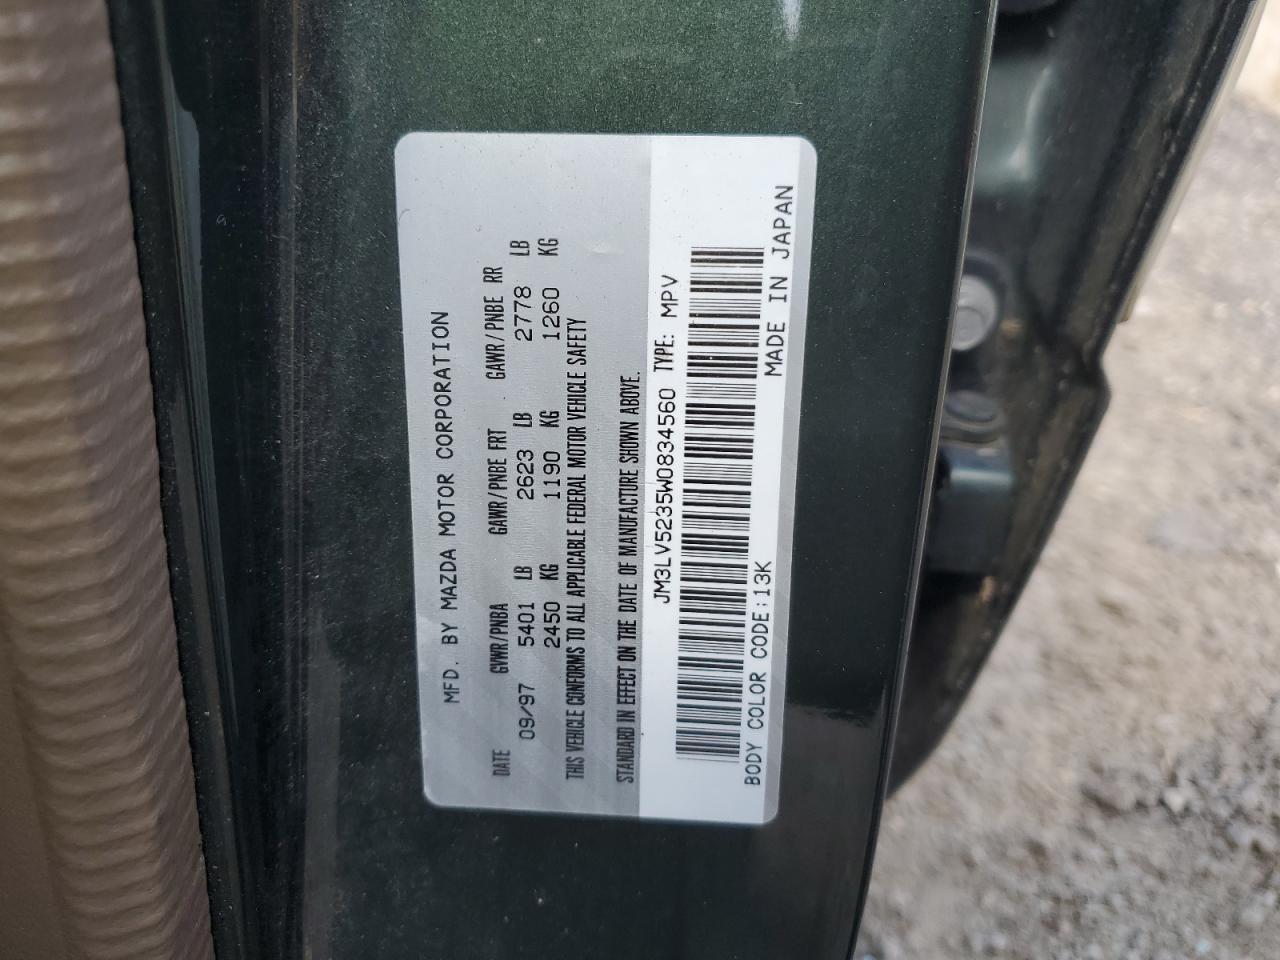 MFD. BY MAZDA MOTOR CORPORATION
DATE GVWR/PNBA GAWR/PNBE FRT GAWR/PNBE RR
09/97 5401 LB 2623 LB 2778 LB
2450 KG 1190 KG 1260 KG
THIS VEHICLE CONFORMS TO ALL APPLICABLE FEDERAL MOTOR VEHICLE SAFETY
STANDARD IN EFFECT ON THE DATE OF MANUFACTURE SHOWN ABOVE.
JM3LV5235W0834560 TYPE: MPV
BODY COLOR CODE:13K MADE IN JAPAN